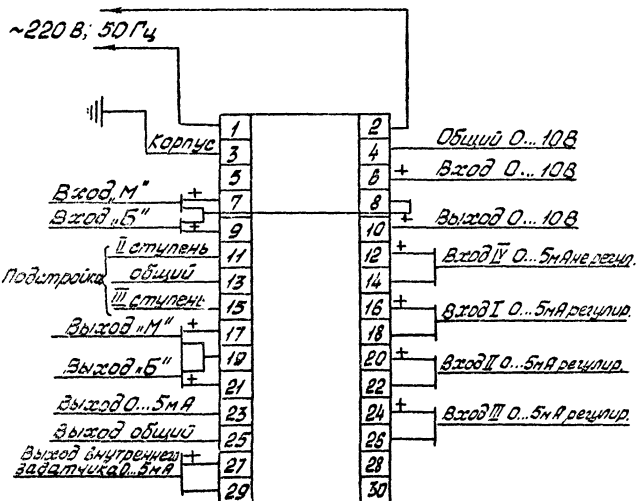 ~220 В; 50 Гц
1
2
Корпус
3
4
Общий 0...10В
5
6
+ Вход 0...10В
Вход „М"
+
7
8
Вход „Б"
+
9
10
+
Выход 0...10В
II ступень
11
12
+
Вход IV 0...5мА не регул.
Подстройка
общий
13
14
III ступень
15
16
+
Вход I 0...5мА регулир.
Выход „М"
+
17
18
19
20
+
Вход II 0...5мА регулир.
Выход „Б"
+
21
22
Выход 0...5мА
23
24
+
Вход III 0...5мА регулир.
Выход общий
25
26
Выход внутреннего
задатчика 0...5мА
+
27
28
29
30